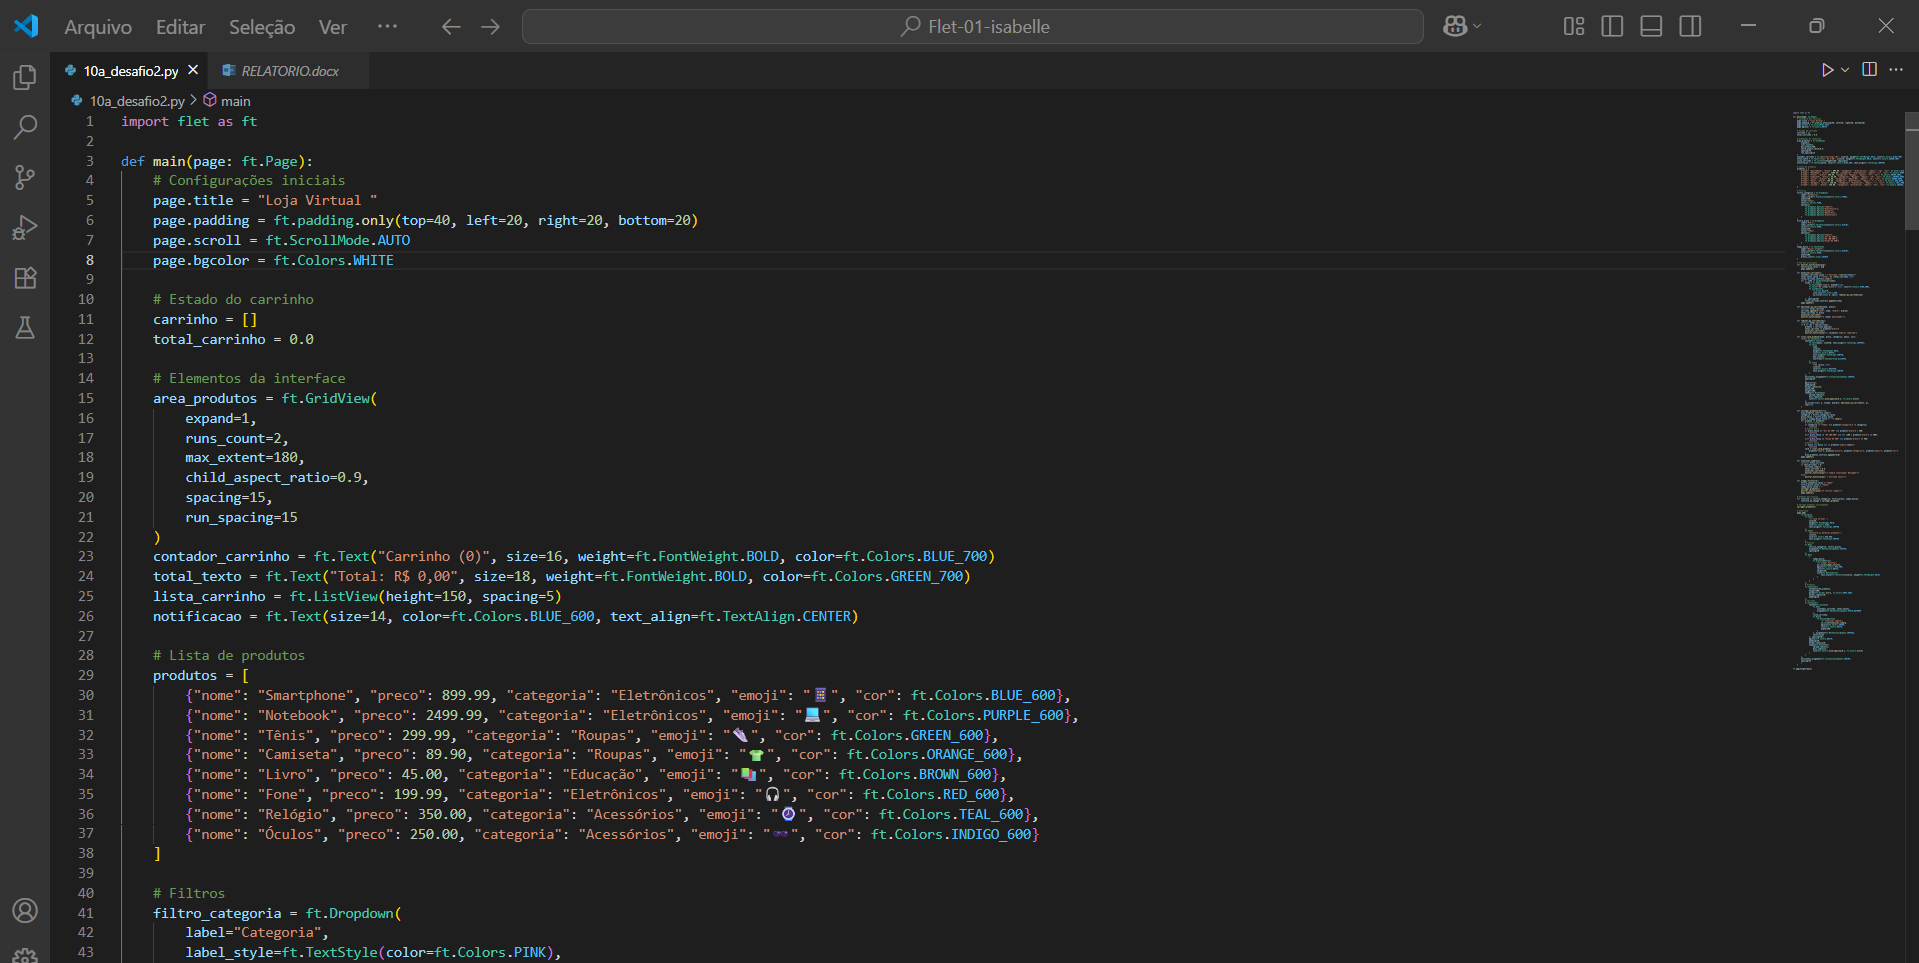 Arquivo Editar Seleção Ver ··· Flet-01-isabelle
10a_desafio2.py RELATORIO.docx
10a_desafio2.py > main
1 import flet as ft
2
3 def main(page: ft.Page):
4 # Configurações iniciais
5 page.title = "Loja Virtual "
6 page.padding = ft.padding.only(top=40, left=20, right=20, bottom=20)
7 page.scroll = ft.ScrollMode.AUTO
8 page.bgcolor = ft.Colors.WHITE
9
10 # Estado do carrinho
11 carrinho = []
12 total_carrinho = 0.0
13
14 # Elementos da interface
15 area_produtos = ft.GridView(
16 expand=1,
17 runs_count=2,
18 max_extent=180,
19 child_aspect_ratio=0.9,
20 spacing=15,
21 run_spacing=15
22 )
23 contador_carrinho = ft.Text("Carrinho (0)", size=16, weight=ft.FontWeight.BOLD, color=ft.Colors.BLUE_700)
24 total_texto = ft.Text("Total: R$ 0,00", size=18, weight=ft.FontWeight.BOLD, color=ft.Colors.GREEN_700)
25 lista_carrinho = ft.ListView(height=150, spacing=5)
26 notificacao = ft.Text(size=14, color=ft.Colors.BLUE_600, text_align=ft.TextAlign.CENTER)
27
28 # Lista de produtos
29 produtos = [
30 {"nome": "Smartphone", "preco": 899.99, "categoria": "Eletrônicos", "emoji": "📱", "cor": ft.Colors.BLUE_600},
31 {"nome": "Notebook", "preco": 2499.99, "categoria": "Eletrônicos", "emoji": "💻", "cor": ft.Colors.PURPLE_600},
32 {"nome": "Tênis", "preco": 299.99, "categoria": "Roupas", "emoji": "👟", "cor": ft.Colors.GREEN_600},
33 {"nome": "Camiseta", "preco": 89.90, "categoria": "Roupas", "emoji": "👕", "cor": ft.Colors.ORANGE_600},
34 {"nome": "Livro", "preco": 45.00, "categoria": "Educação", "emoji": "📚", "cor": ft.Colors.BROWN_600},
35 {"nome": "Fone", "preco": 199.99, "categoria": "Eletrônicos", "emoji": "🎧", "cor": ft.Colors.RED_600},
36 {"nome": "Relógio", "preco": 350.00, "categoria": "Acessórios", "emoji": "⌚", "cor": ft.Colors.TEAL_600},
37 {"nome": "Óculos", "preco": 250.00, "categoria": "Acessórios", "emoji": "🕶️", "cor": ft.Colors.INDIGO_600}
38 ]
39
40 # Filtros
41 filtro_categoria = ft.Dropdown(
42 label="Categoria",
43 label_style=ft.TextStyle(color=ft.Colors.PINK),